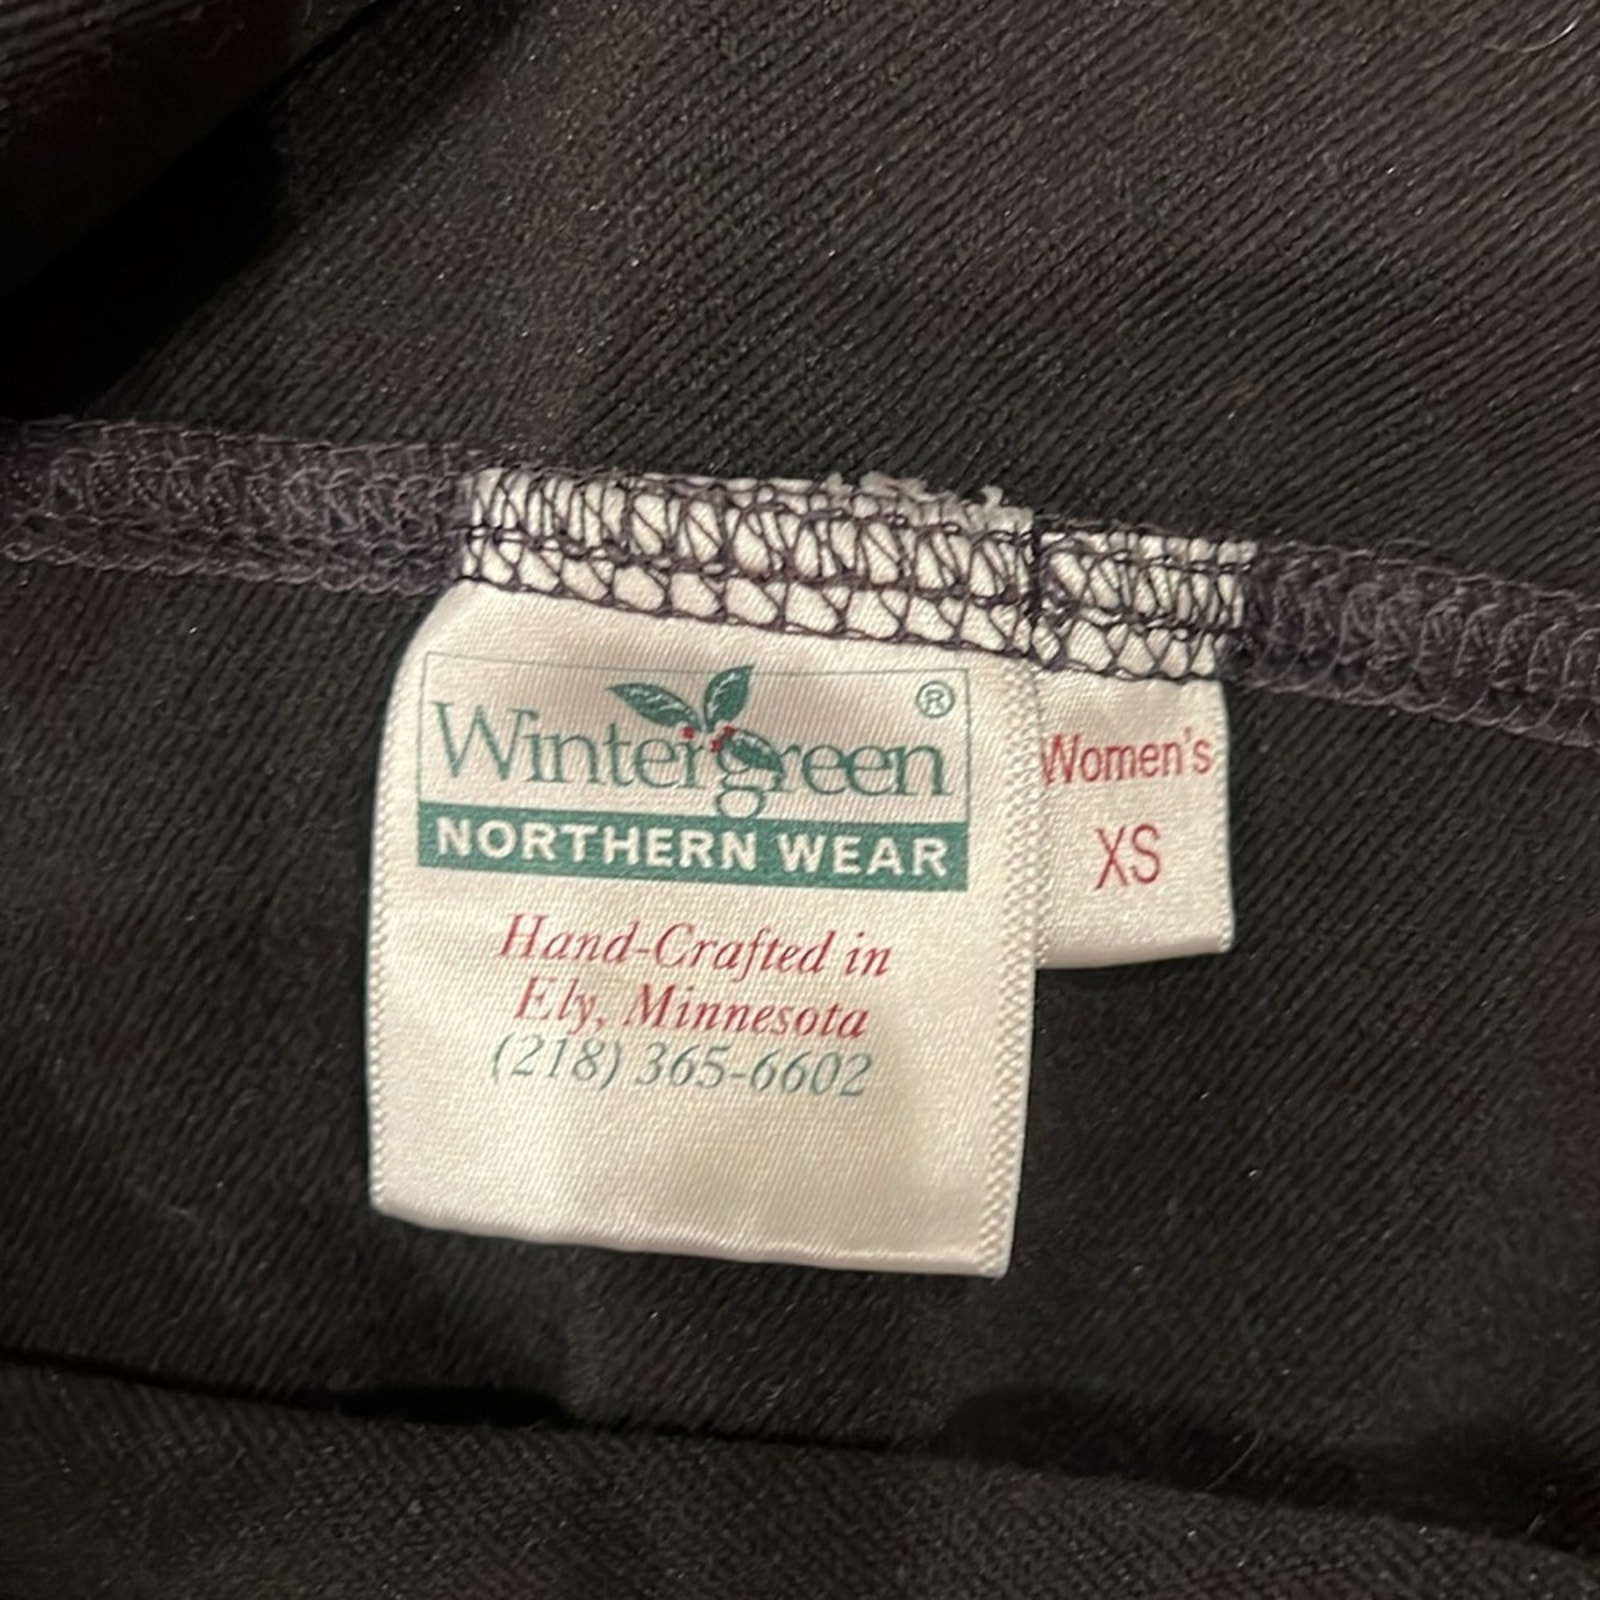 Wintergreen ®
NORTHERN WEAR
Hand-Crafted in
Ely, Minnesota
(218) 365-6602
Women's
XS